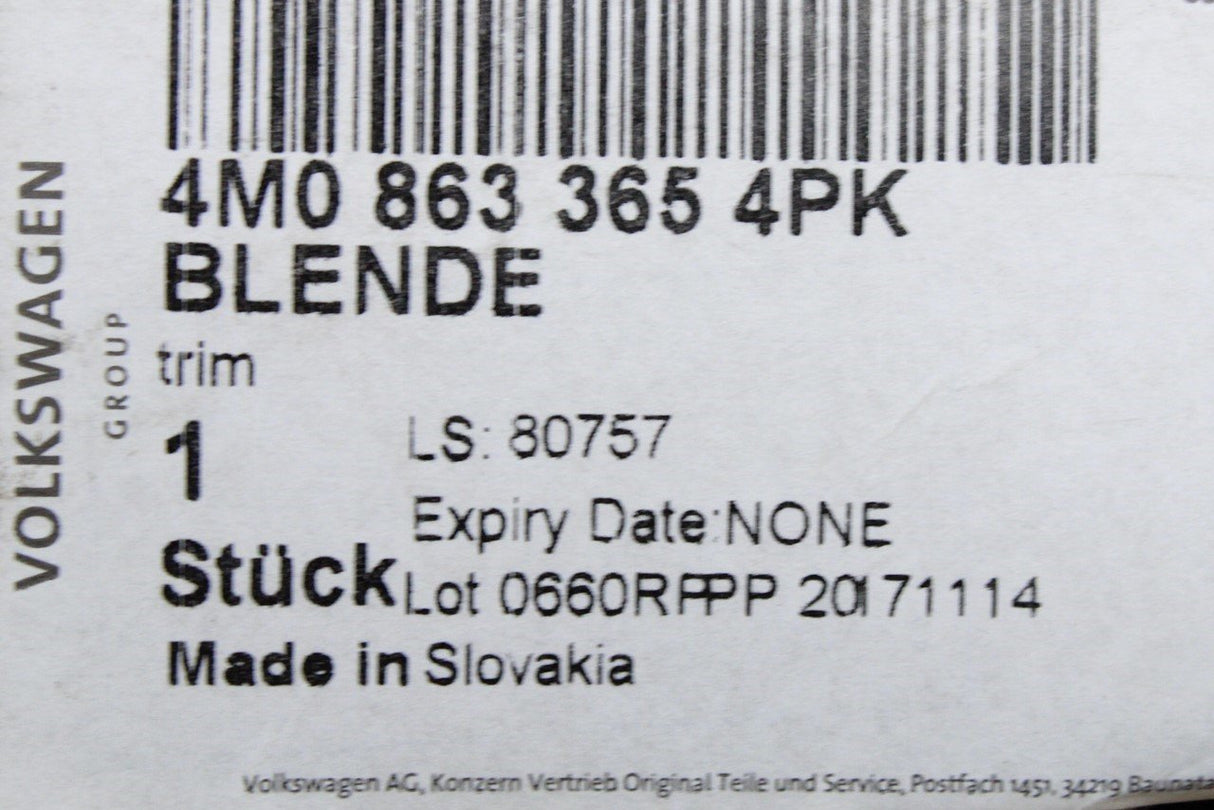 VOLKSWAGEN
GROUP
4M0 863 365 4PK
BLENDE
trim
1
LS: 80757
Expiry Date:NONE
Stück
Lot 0660RPPP 20171114
Made in Slovakia
Volkswagen AG, Konzern Vertrieb Original Teile und Service, Postfach 1451, 34219